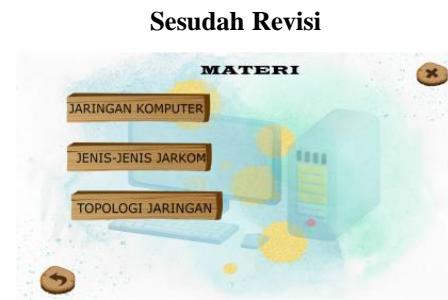 Sesudah Revisi
MATERI
JARINGAN KOMPUTER
JENIS-JENIS JARKOM
TOPOLOGI JARINGAN